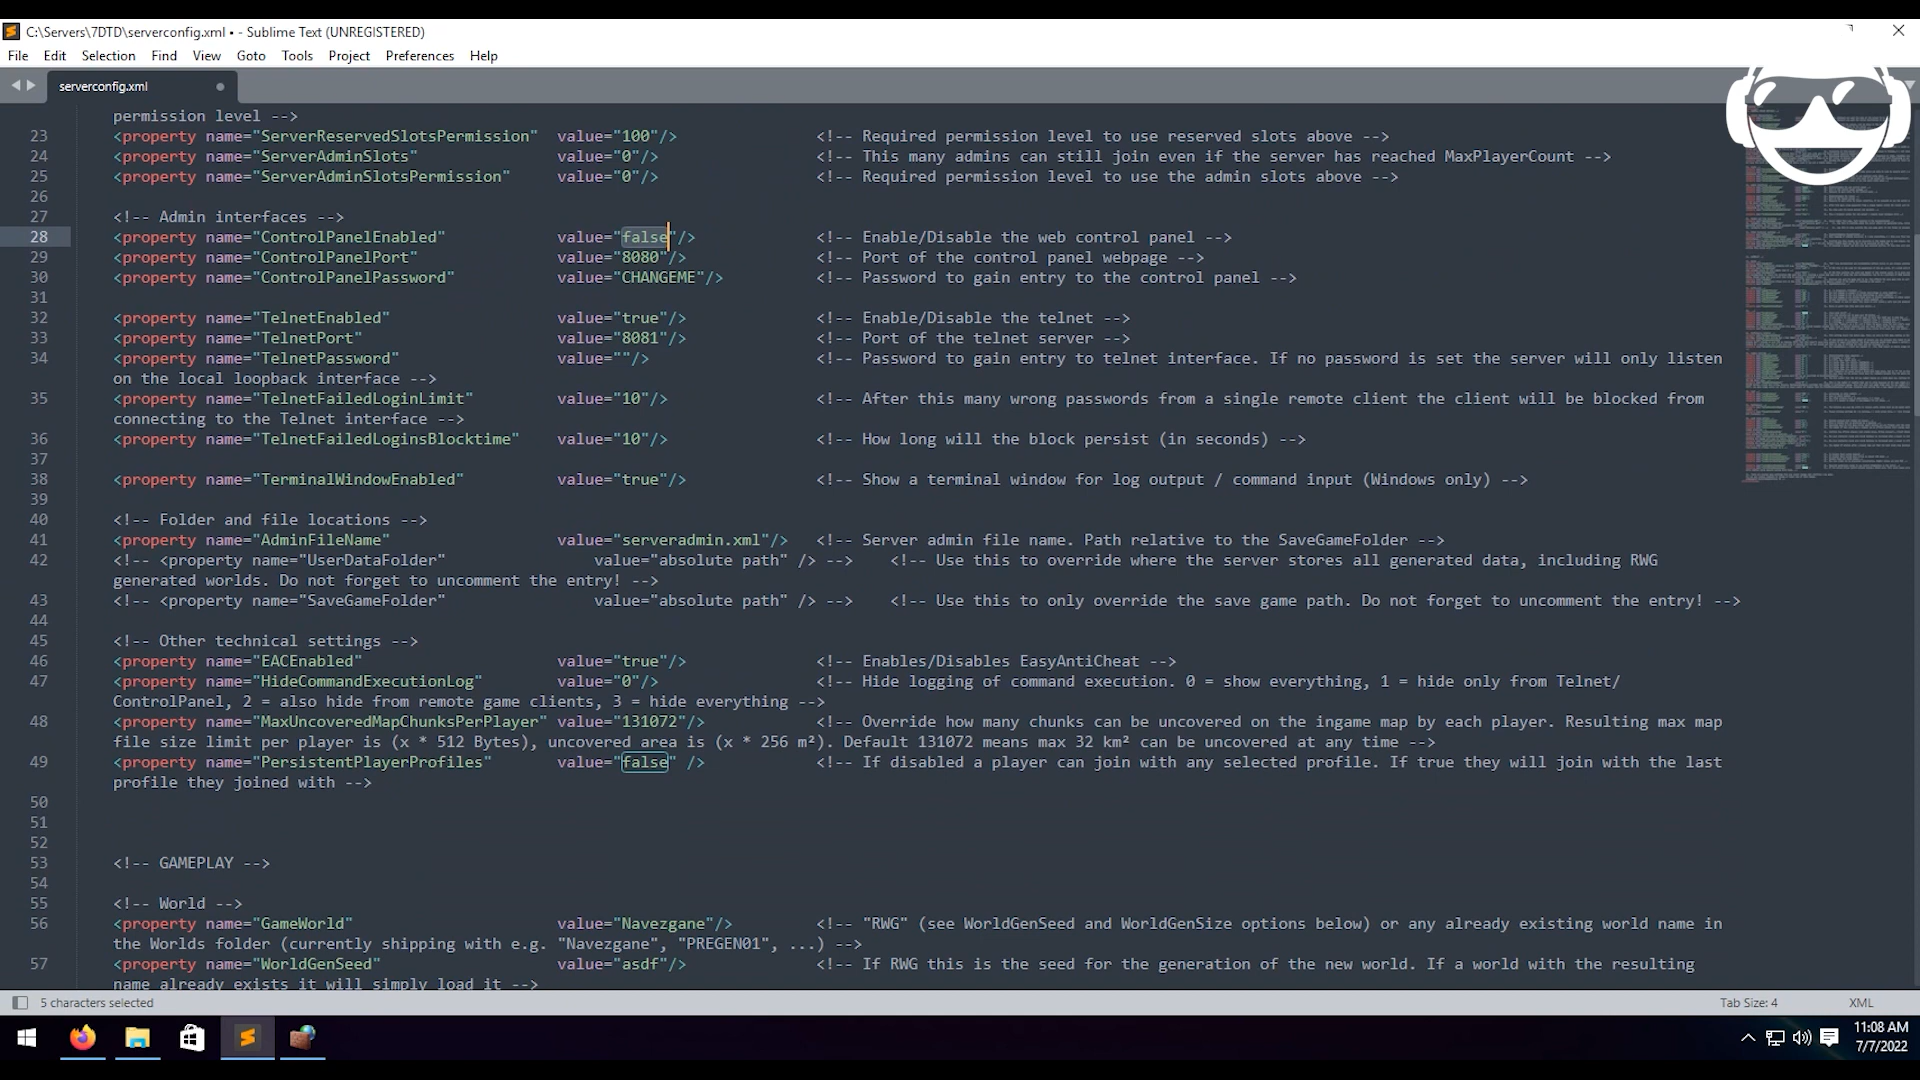 C:\Servers\7DTD\serverconfig.xml • - Sublime Text (UNREGISTERED)
File Edit Selection Find View Goto Tools Project Preferences Help
serverconfig.xml
permission level -->
23 <property name="ServerReservedSlotsPermission" value="100"/> <!-- Required permission level to use reserved slots above -->
24 <property name="ServerAdminSlots" value="0"/> <!-- This many admins can still join even if the server has reached MaxPlayerCount -->
25 <property name="ServerAdminSlotsPermission" value="0"/> <!-- Required permission level to use the admin slots above -->
26
27 <!-- Admin interfaces -->
28 <property name="ControlPanelEnabled" value="false"/> <!-- Enable/Disable the web control panel -->
29 <property name="ControlPanelPort" value="8080"/> <!-- Port of the control panel webpage -->
30 <property name="ControlPanelPassword" value="CHANGEME"/> <!-- Password to gain entry to the control panel -->
31
32 <property name="TelnetEnabled" value="true"/> <!-- Enable/Disable the telnet -->
33 <property name="TelnetPort" value="8081"/> <!-- Port of the telnet server -->
34 <property name="TelnetPassword" value=""/> <!-- Password to gain entry to telnet interface. If no password is set the server will only listen
on the local loopback interface -->
35 <property name="TelnetFailedLoginLimit" value="10"/> <!-- After this many wrong passwords from a single remote client the client will be blocked from
connecting to the Telnet interface -->
36 <property name="TelnetFailedLoginsBlocktime" value="10"/> <!-- How long will the block persist (in seconds) -->
37
38 <property name="TerminalWindowEnabled" value="true"/> <!-- Show a terminal window for log output / command input (Windows only) -->
39
40 <!-- Folder and file locations -->
41 <property name="AdminFileName" value="serveradmin.xml"/> <!-- Server admin file name. Path relative to the SaveGameFolder -->
42 <!-- <property name="UserDataFolder" value="absolute path" /> --> <!-- Use this to override where the server stores all generated data, including RWG
generated worlds. Do not forget to uncomment the entry! -->
43 <!-- <property name="SaveGameFolder" value="absolute path" /> --> <!-- Use this to only override the save game path. Do not forget to uncomment the entry! -->
44
45 <!-- Other technical settings -->
46 <property name="EACEnabled" value="true"/> <!-- Enables/Disables EasyAntiCheat -->
47 <property name="HideCommandExecutionLog" value="0"/> <!-- Hide logging of command execution. 0 = show everything, 1 = hide only from Telnet/
ControlPanel, 2 = also hide from remote game clients, 3 = hide everything -->
48 <property name="MaxUncoveredMapChunksPerPlayer" value="131072"/> <!-- Override how many chunks can be uncovered on the ingame map by each player. Resulting max map
file size limit per player is (x * 512 Bytes), uncovered area is (x * 256 m²). Default 131072 means max 32 km² can be uncovered at any time -->
49 <property name="PersistentPlayerProfiles" value="false" /> <!-- If disabled a player can join with any selected profile. If true they will join with the last
profile they joined with -->
50
51
52
53 <!-- GAMEPLAY -->
54
55 <!-- World -->
56 <property name="GameWorld" value="Navezgane"/> <!-- "RWG" (see WorldGenSeed and WorldGenSize options below) or any already existing world name in
the Worlds folder (currently shipping with e.g. "Navezgane", "PREGEN01", ...) -->
57 <property name="WorldGenSeed" value="asdf"/> <!-- If RWG this is the seed for the generation of the new world. If a world with the resulting
name already exists it will simply load it -->
5 characters selected Tab Size: 4 XML
11:08 AM
7/7/2022